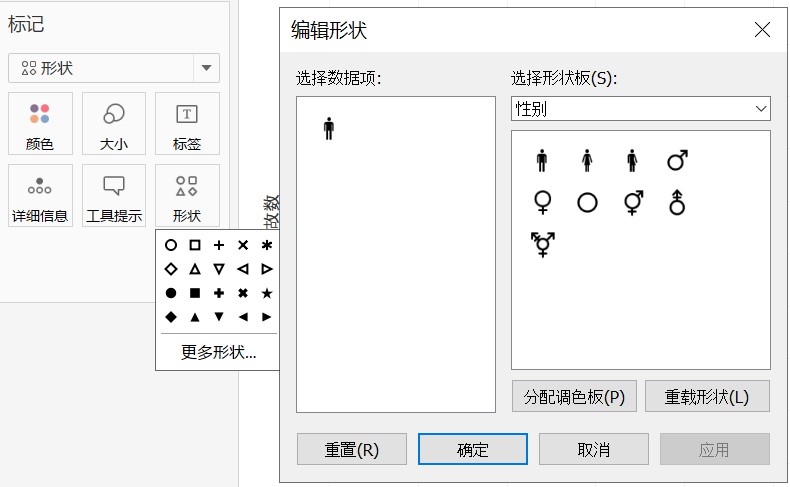 标记
形状
颜色
大小
T
标签
详细信息
工具提示
形状
更多形状...
故数
编辑形状
选择数据项:
选择形状板(S):
性别
分配调色板(P)
重载形状(L)
重置(R)
确定
取消
应用